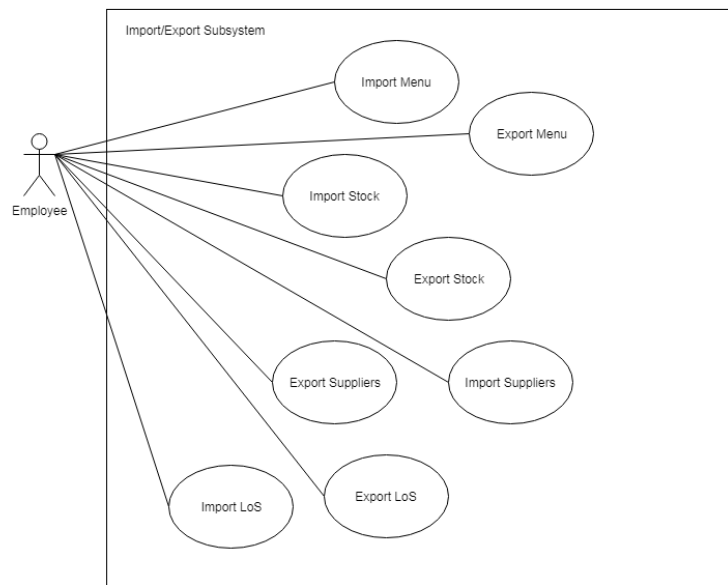 Import/Export Subsystem
Import Menu
Export Menu
Import Stock
Employee
Export Stock
Export Suppliers
Import Suppliers
Import LoS
Export LoS